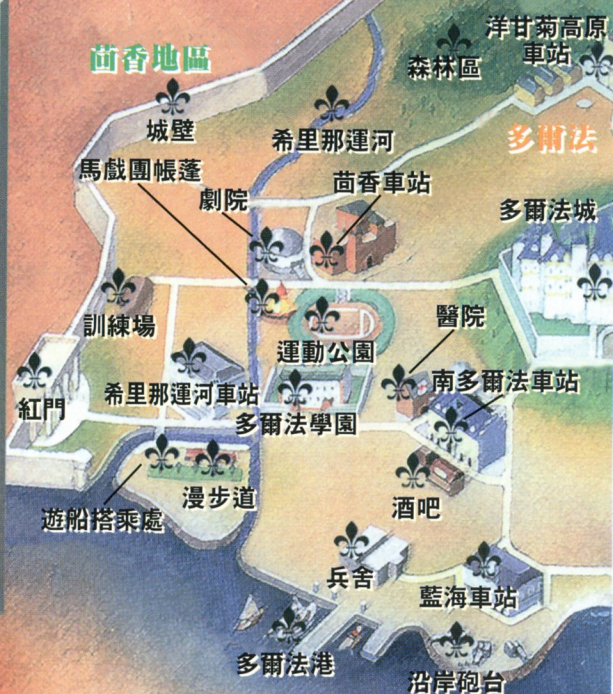 洋甘菊高原
車站
茴香地區
森林區
城壁
希里那運河
多爾法
馬戲團帳蓬
茴香車站
劇院
多爾法城
訓練場
醫院
運動公園
南多爾法車站
希里那運河車站
紅門
多爾法學園
漫步道
酒吧
遊船搭乘處
兵舍
藍海車站
多爾法港
沿岸砲台